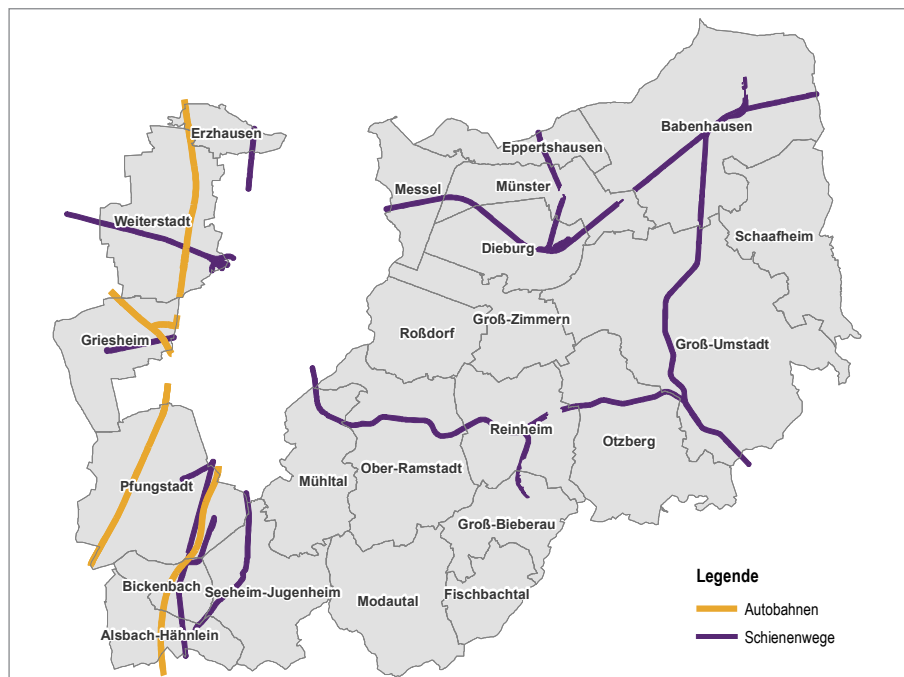 Babenhausen
Erzhausen
Eppertshausen
Messel
Münster
Weiterstadt
Schaafheim
Dieburg
Groß-Zimmern
Roßdorf
Griesheim
Groß-Umstadt
Reinheim
Otzberg
Ober-Ramstadt
Mühltal
Pfungstadt
Groß-Bieberau
Bickenbach
Seeheim-Jugenheim
Fischbachtal
Modautal
Alsbach-Hähnlein
Legende
Autobahnen
Schienenwege